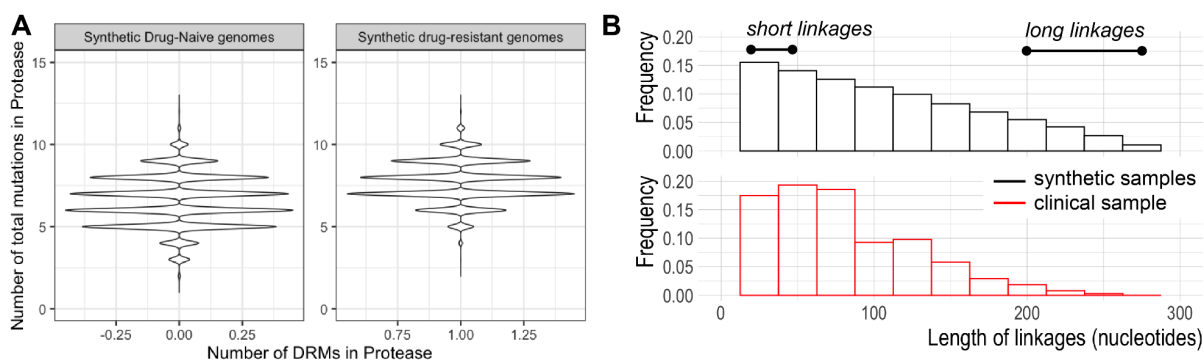 A
Synthetic Drug-Naive genomes
Synthetic drug-resistant genomes
Number of total mutations in Protease
15
10
5
0
15
10
5
0
-0.25
0.00
0.25
0.75
1.00
1.25
Number of DRMs in Protease
B
short linkages
long linkages
Frequency
0.20
0.15
0.10
0.05
0.00
Frequency
0.20
0.15
0.10
0.05
0.00
synthetic samples
clinical sample
0
100
200
300
Length of linkages (nucleotides)